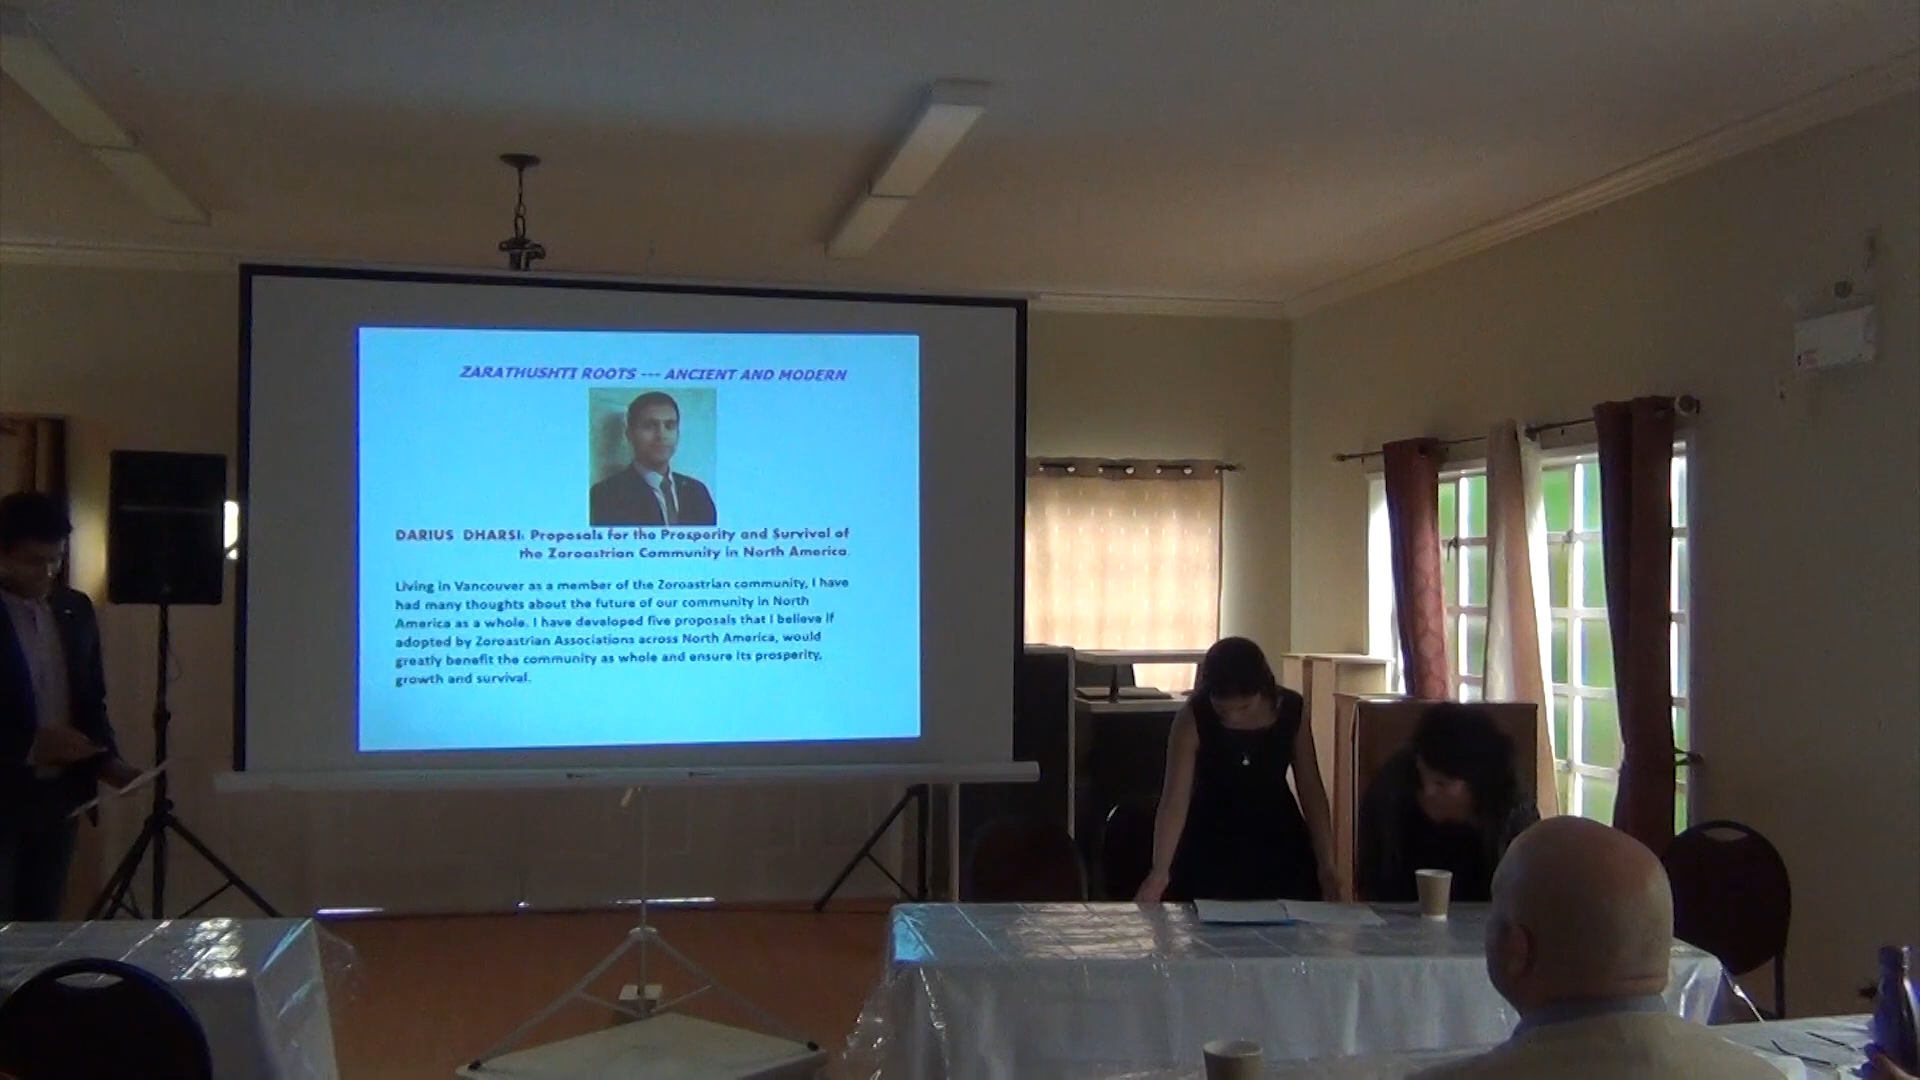 ZARATHUSHTI ROOTS --- ANCIENT AND MODERN
DARIUS DHARSI: Proposals for the Prosperity and Survival of
the Zoroastrian Community in North America.
Living in Vancouver as a member of the Zoroastrian community, I have
had many thoughts about the future of our community in North
America as a whole. I have developed five proposals that I believe if
adopted by Zoroastrian Associations across North America, would
greatly benefit the community as whole and ensure its prosperity,
growth and survival.